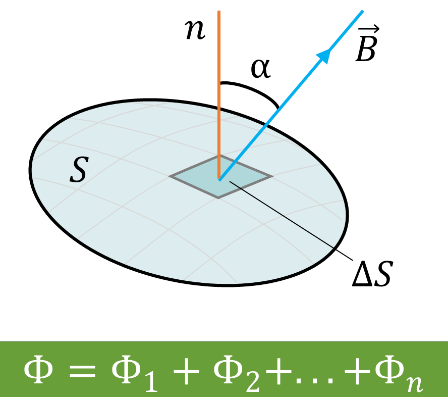 n
B⃗
α
S
ΔS
Φ = Φ₁ + Φ₂+...+Φₙ